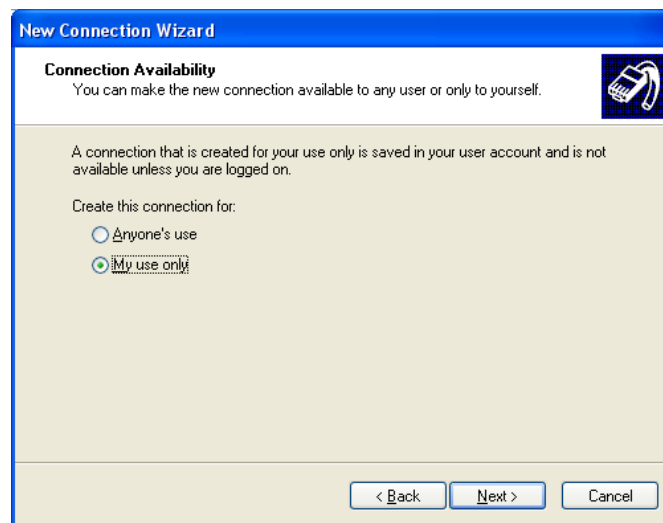 New Connection Wizard
Connection Availability
You can make the new connection available to any user or only to yourself.
A connection that is created for your use only is saved in your user account and is not
available unless you are logged on.
Create this connection for:
Anyone's use
My use only
< Back Next > Cancel